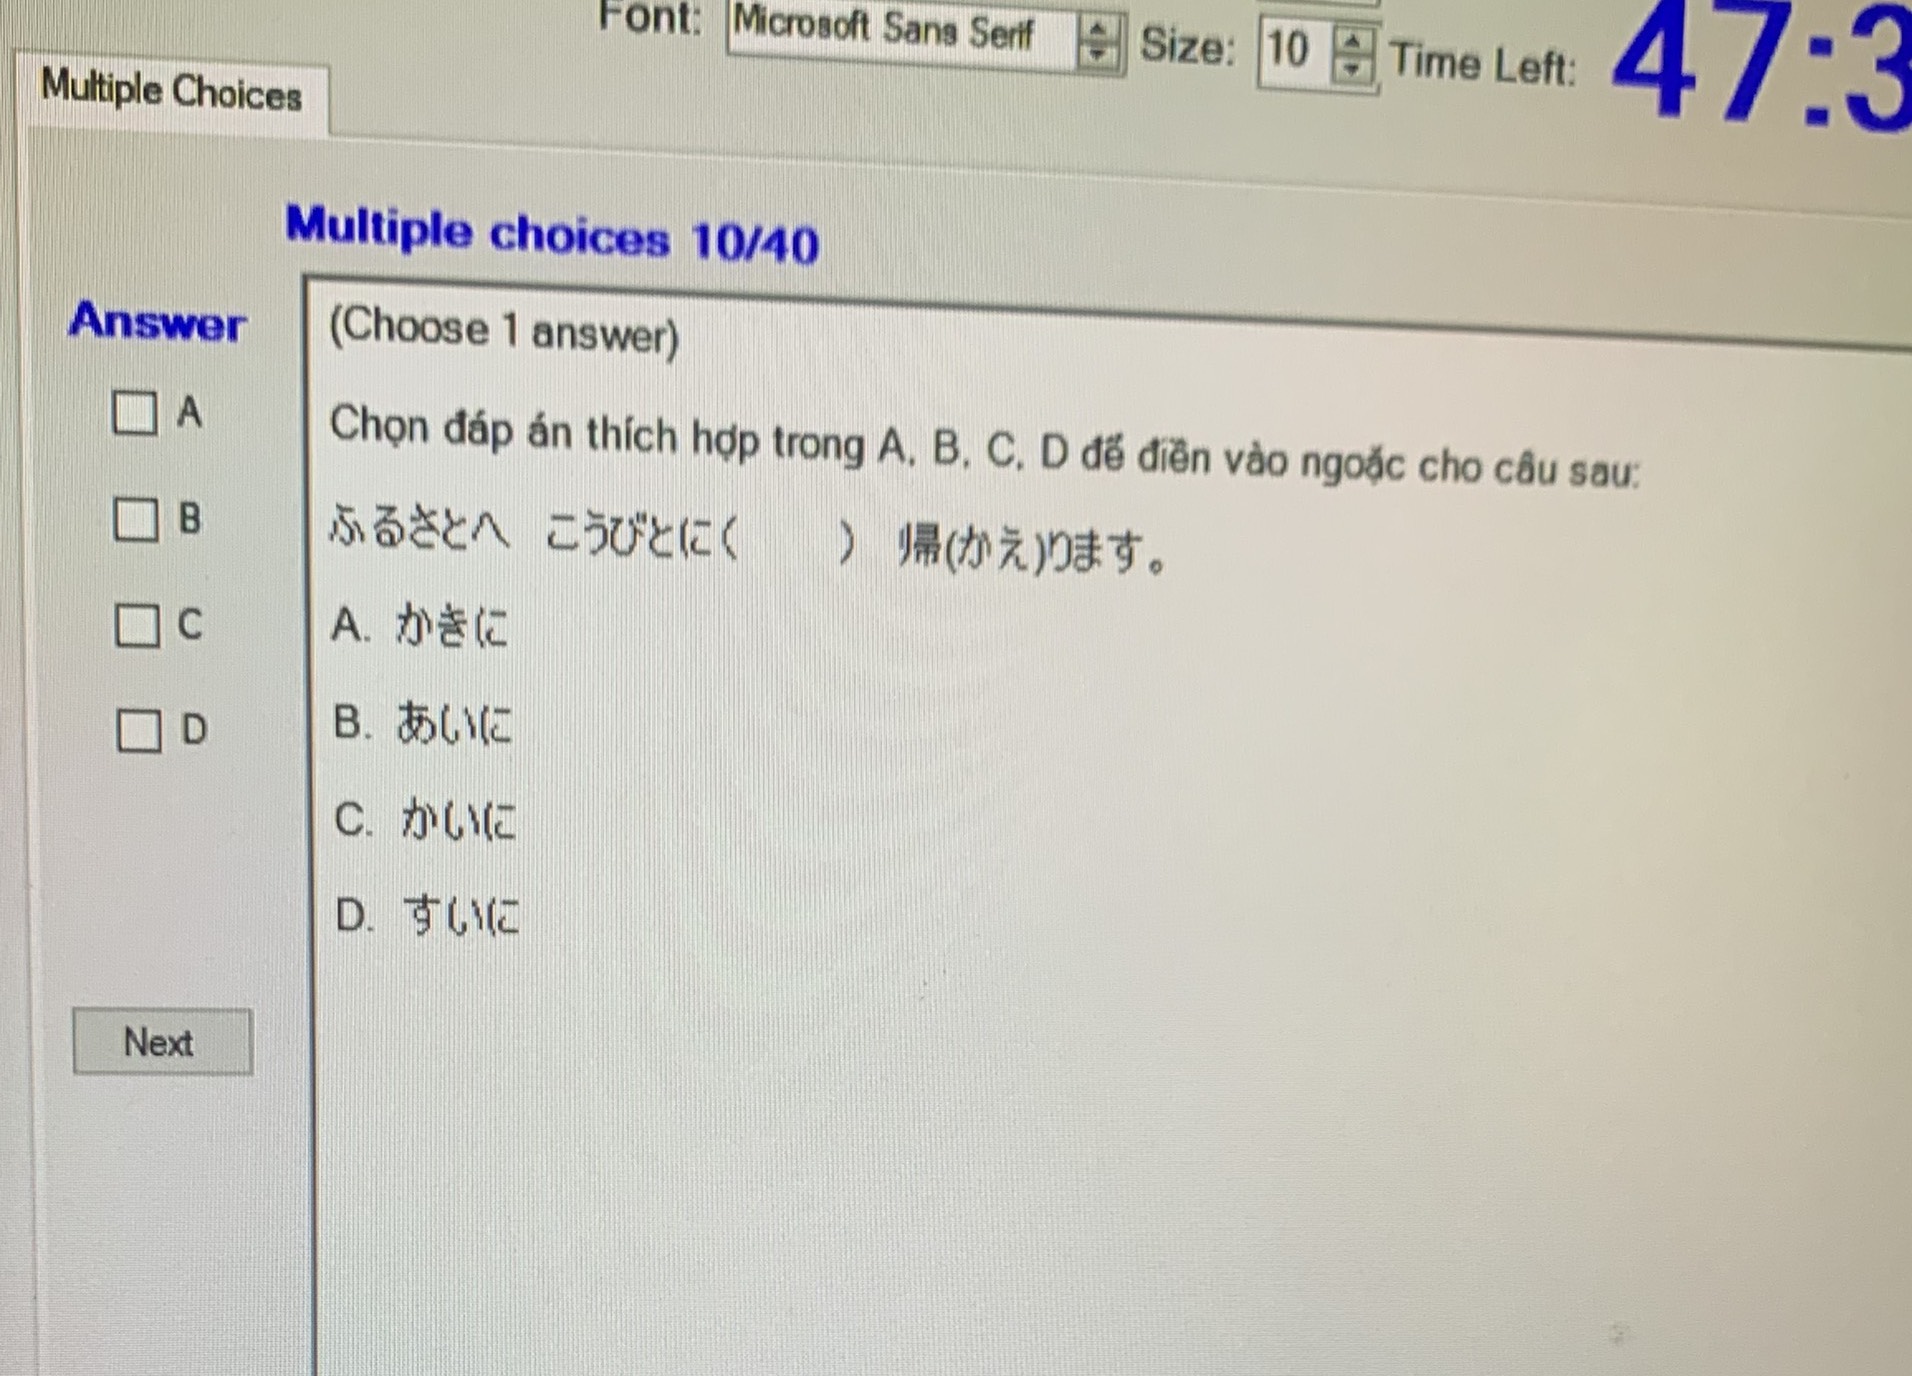 Font: Microsoft Sans Serif Size: 10 Time Left: 47:3
Multiple Choices
Multiple choices 10/40
Answer
A
B
C
D
Next
(Choose 1 answer)
Chọn đáp án thích hợp trong A, B, C, D để điền vào ngoặc cho câu sau:
ふるさとへ こうびとに( ) 帰(かえ)ります。
A. かきに
B. あいに
C. かいに
D. すいに